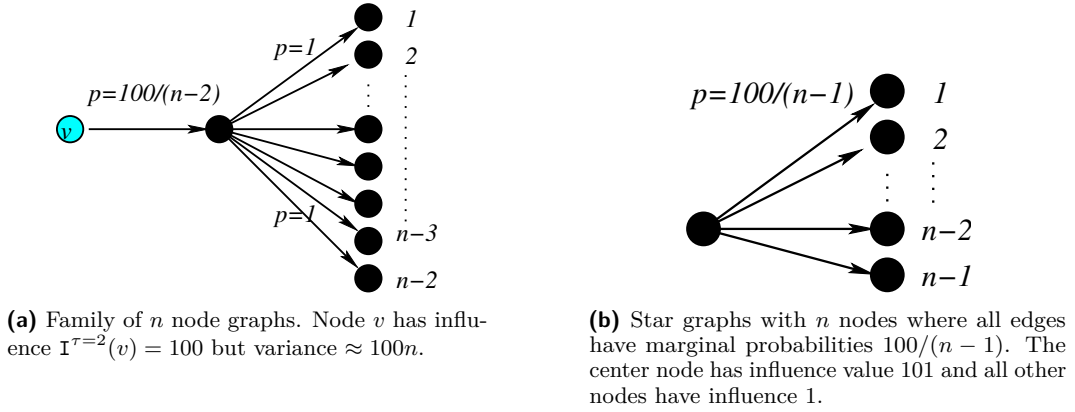 p=100/(n−2)
v
p=1
p=1
1
2
n−3
n−2
p=100/(n−1)
1
2
n−2
n−1
(a) Family of n node graphs. Node v has influ-
ence I^{τ=2}(v) = 100 but variance ≈ 100n.
(b) Star graphs with n nodes where all edges
have marginal probabilities 100/(n − 1). The
center node has influence value 101 and all other
nodes have influence 1.